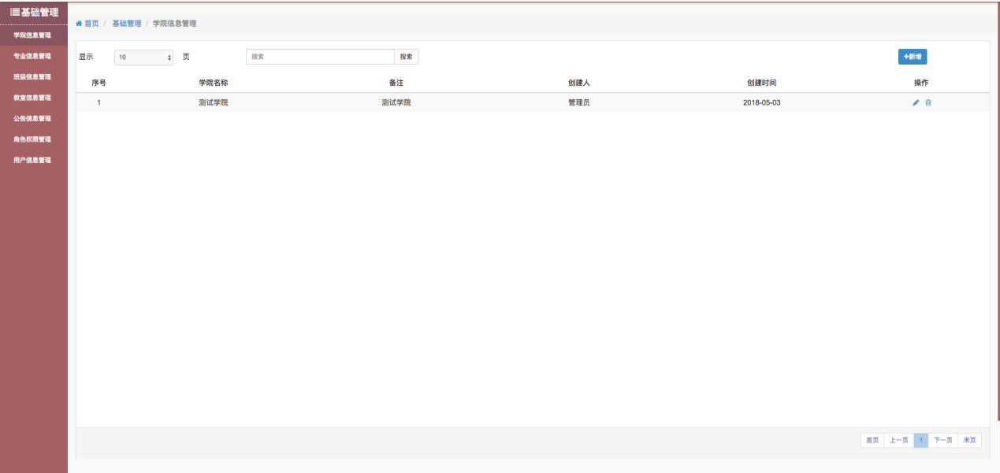 基础管理
学院信息管理
专业信息管理
班级信息管理
教室信息管理
公告信息管理
角色权限管理
用户信息管理
首页 / 基础管理 / 学院信息管理
显示 10 页 搜索 搜索 +新增
序号 学院名称 备注 创建人 创建时间 操作
1 测试学院 测试学院 管理员 2018-05-03
首页 上一页 1 下一页 末页